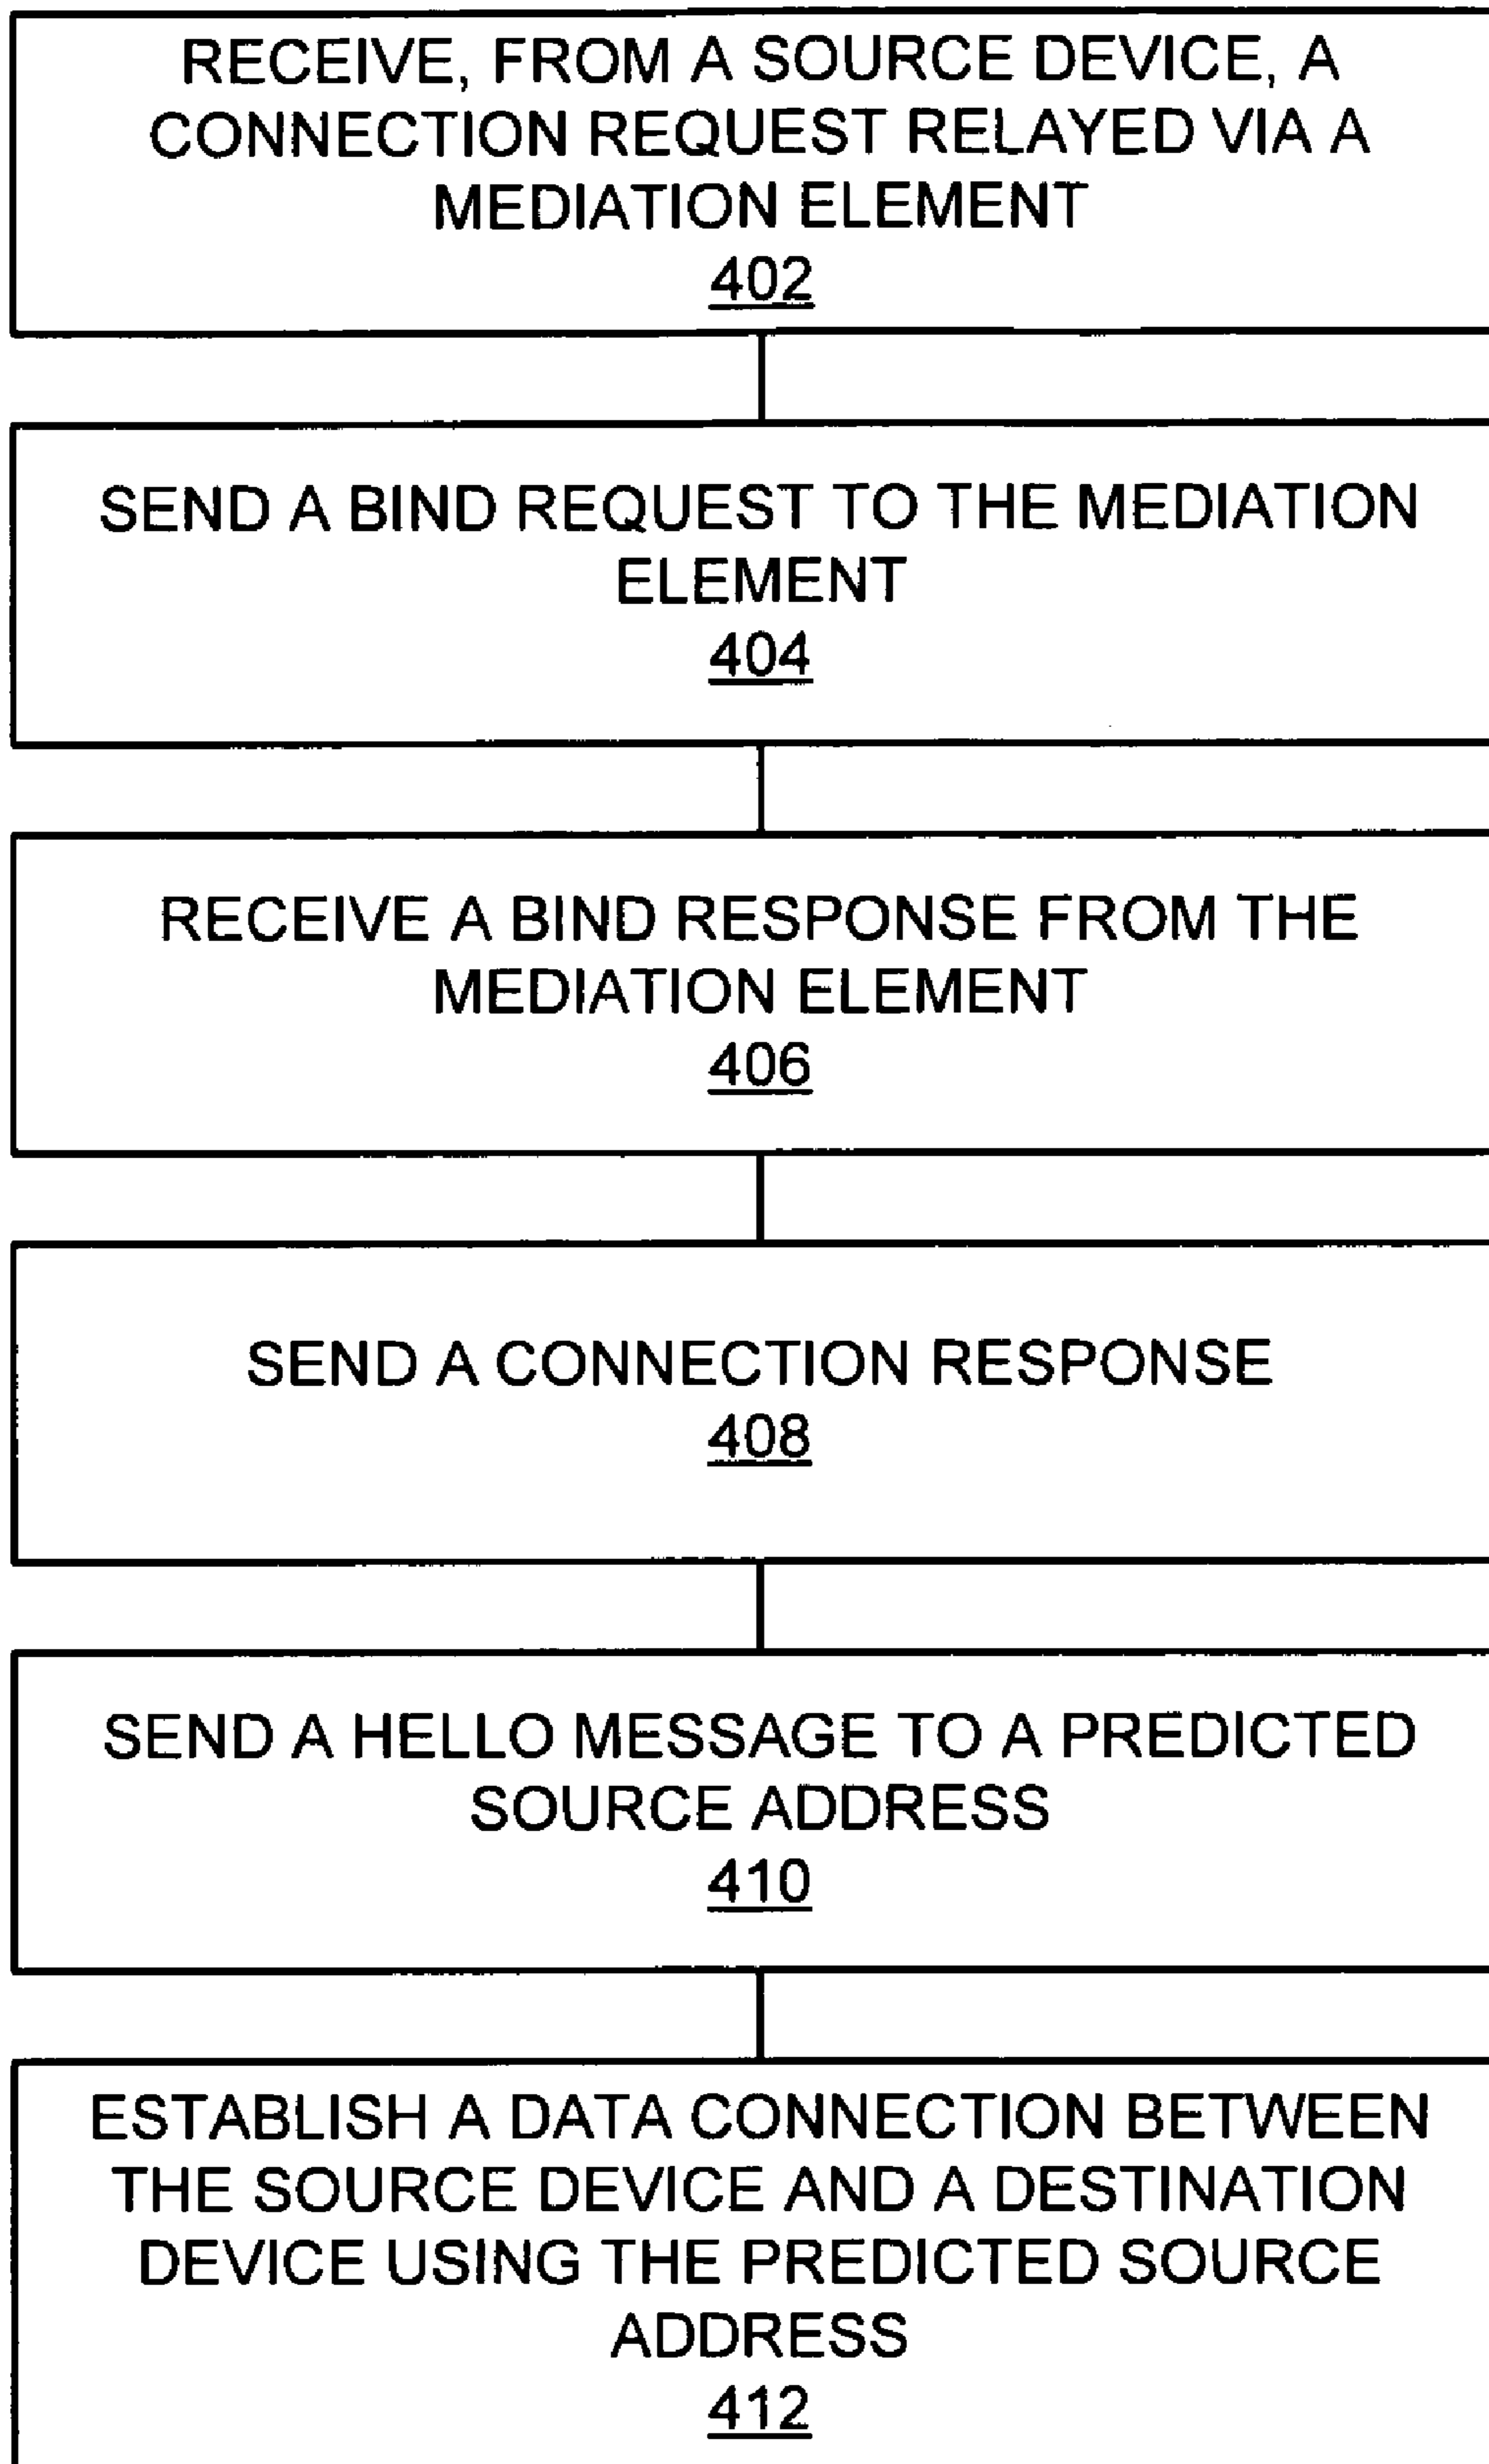 RECEIVE, FROM A SOURCE DEVICE, A
CONNECTION REQUEST RELAYED VIA A
MEDIATION ELEMENT
402
SEND A BIND REQUEST TO THE MEDIATION
ELEMENT
404
RECEIVE A BIND RESPONSE FROM THE
MEDIATION ELEMENT
406
SEND A CONNECTION RESPONSE
408
SEND A HELLO MESSAGE TO A PREDICTED
SOURCE ADDRESS
410
ESTABLISH A DATA CONNECTION BETWEEN
THE SOURCE DEVICE AND A DESTINATION
DEVICE USING THE PREDICTED SOURCE
ADDRESS
412